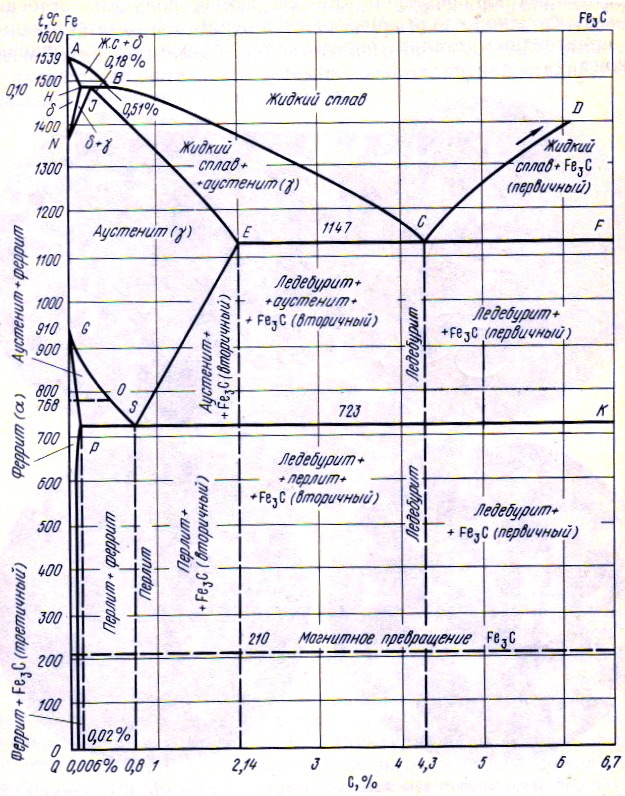 t,°C Fe
Fe₃C
1600
1539
1500
1400
1300
1200
1100
1000
910
900
800
768
700
600
500
400
300
200
100
0
0,10
A
Ж.с + δ
0,18%
H
J
B
0,51%
δ
N
δ+γ
Жидкий сплав
D
Жидкий
сплав+
+аустенит (γ)
Жидкий
сплав+Fe₃C
(первичный)
Аустенит (γ)
E
1147
C
F
Аустенит+феррит
G
Аустенит+
+Fe₃C (вторичный)
Ледебурит+
+аустенит+
+Fe₃C (вторичный)
Ледебурит
Ледебурит+
+Fe₃C (первичный)
O
S
723
K
Феррит (α)
P
Феррит + Fe₃C (третичный)
Перлит+ феррит
Перлит
Перлит+
+Fe₃C (вторичный)
Ледебурит+
+перлит+
+Fe₃C (вторичный)
Ледебурит
Ледебурит+
+ Fe₃C (первичный)
210 Магнитное превращение Fe₃C
0,02%
Q 0,006% 0,8 1 2,14 3 4 4,3 5 6 6,7
C,%